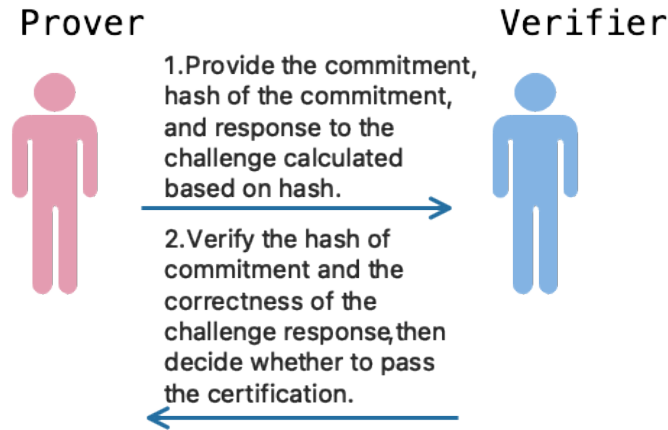 Prover
Verifier
1.Provide the commitment,
hash of the commitment,
and response to the
challenge calculated
based on hash.
2.Verify the hash of
commitment and the
correctness of the
challenge response,then
decide whether to pass
the certification.